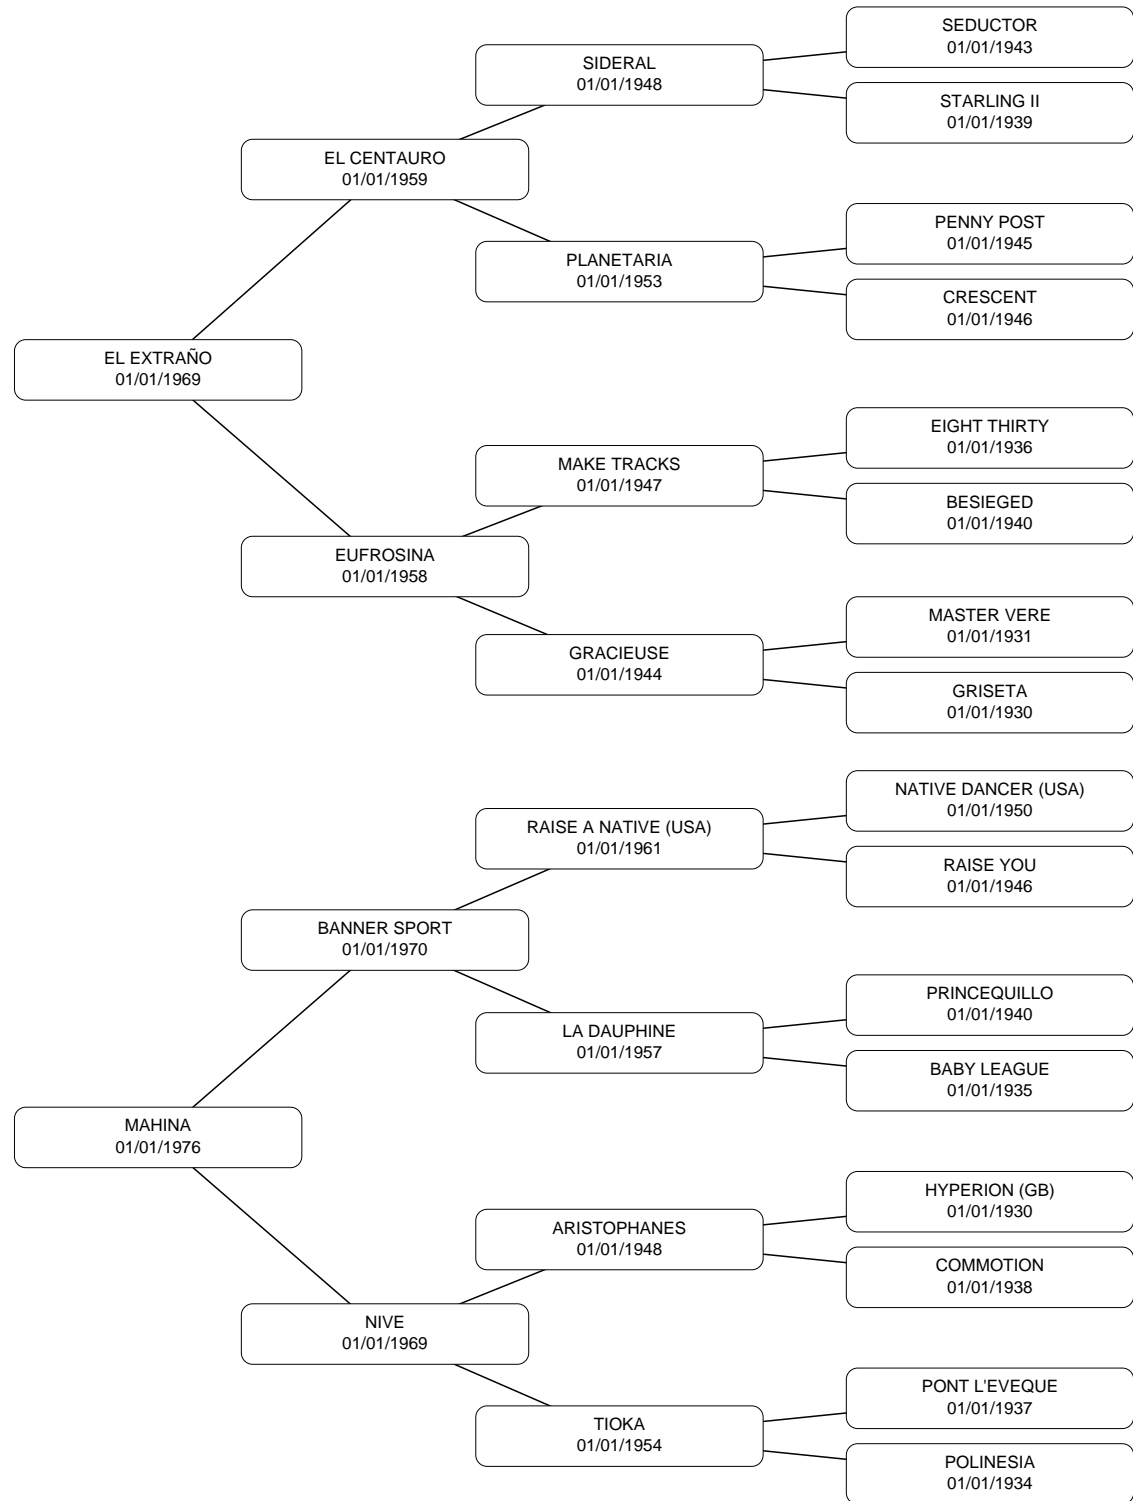 SEDUCTOR
01/01/1943
SIDERAL
01/01/1948
STARLING II
01/01/1939
EL CENTAURO
01/01/1959
PENNY POST
01/01/1945
PLANETARIA
01/01/1953
CRESCENT
01/01/1946
EL EXTRAÑO
01/01/1969
EIGHT THIRTY
01/01/1936
MAKE TRACKS
01/01/1947
BESIEGED
01/01/1940
EUFROSINA
01/01/1958
MASTER VERE
01/01/1931
GRACIEUSE
01/01/1944
GRISETA
01/01/1930
NATIVE DANCER (USA)
01/01/1950
RAISE A NATIVE (USA)
01/01/1961
RAISE YOU
01/01/1946
BANNER SPORT
01/01/1970
PRINCEQUILLO
01/01/1940
LA DAUPHINE
01/01/1957
BABY LEAGUE
01/01/1935
MAHINA
01/01/1976
HYPERION (GB)
01/01/1930
ARISTOPHANES
01/01/1948
COMMOTION
01/01/1938
NIVE
01/01/1969
PONT L'EVEQUE
01/01/1937
TIOKA
01/01/1954
POLINESIA
01/01/1934